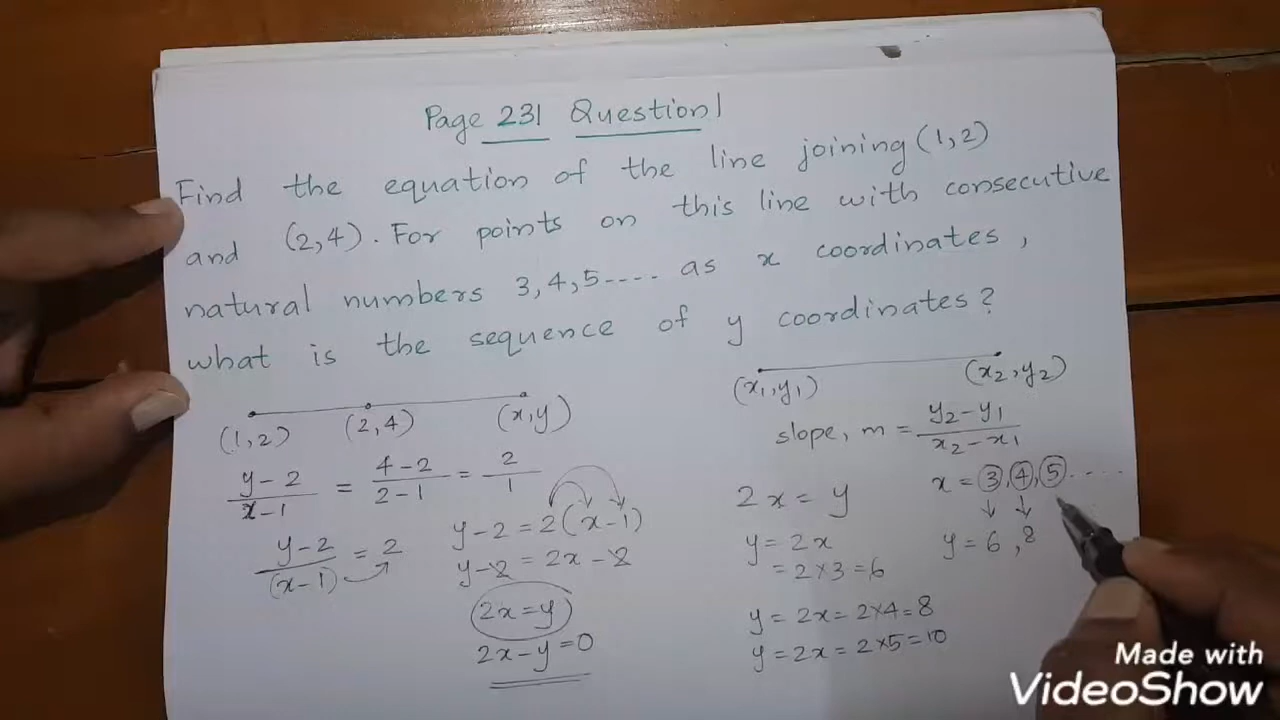 Page 231 Question 1
Find the equation of the line joining (1,2)
and (2,4). For points on this line with consecutive
natural numbers 3,4,5.... as x coordinates,
what is the sequence of y coordinates?
(1,2) (2,4) (x,y)
y-2/x-1 = 4-2/2-1 = 2/1
y-2/(x-1) = 2
y-2 = 2(x-1)
y-2 = 2x-2
2x=y
2x-y=0
(x1,y1) (x2,y2)
slope, m = y2-y1/x2-x1
2x = y
y = 2x
= 2×3 = 6
y = 2x = 2×4 = 8
y = 2x = 2×5 = 10
x = 3,4,5.....
y = 6,8
Made with
VideoShow